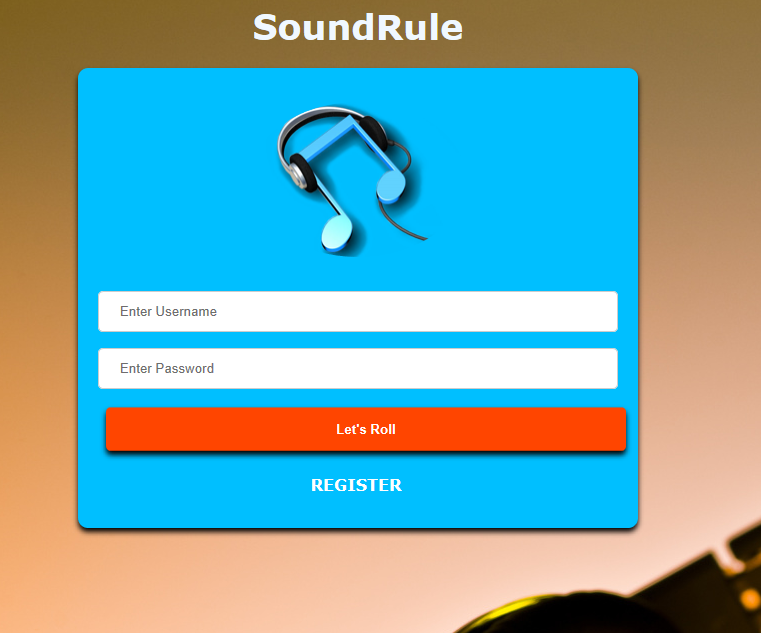 SoundRule
Enter Username
Enter Password
Let's Roll
REGISTER